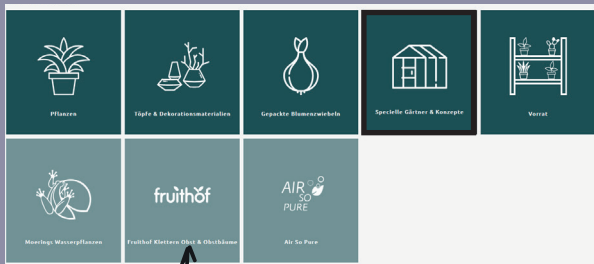 Pflanzen
Töpfe & Dekorationsmaterialien
Gepackte Blumenzwiebeln
Specielle Gärtner & Konzepte
Vorrat
fruithof
AIR
SO
PURE
Moerings Wasserpflanzen
Fruithof Klettern Obst & Obstbäume
Air So Pure